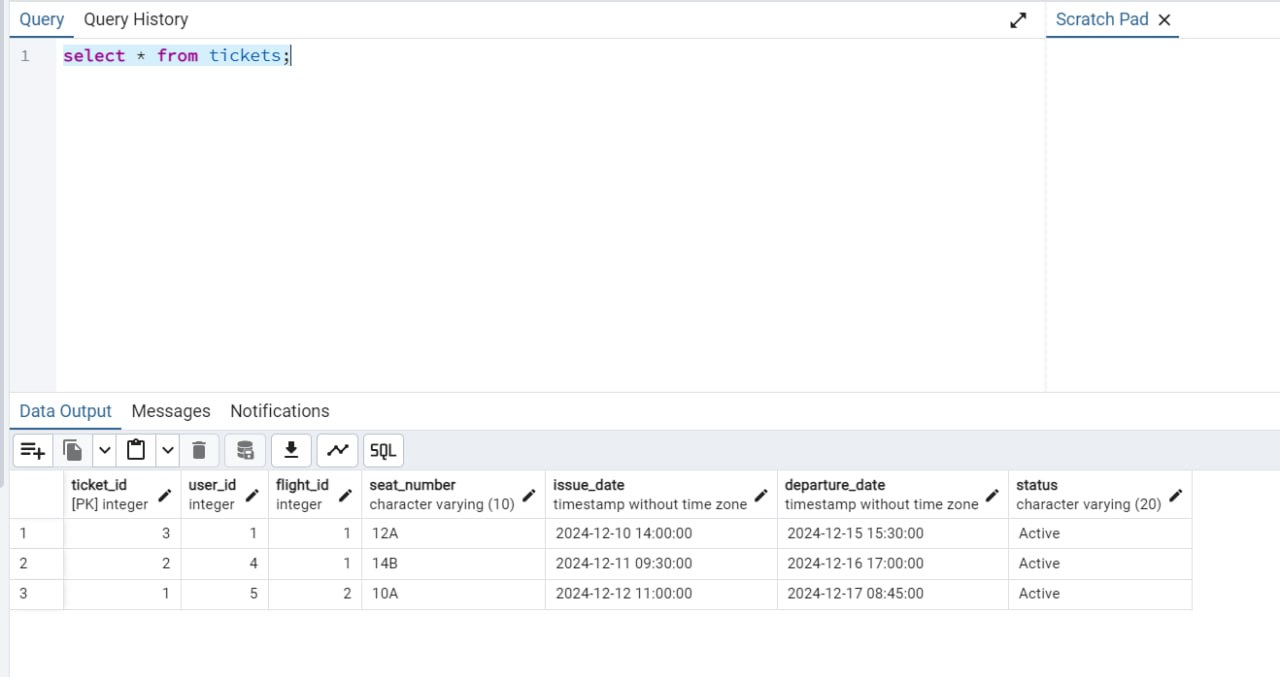 Query Query History Scratch Pad
1 select * from tickets;
Data Output Messages Notifications
SQL
ticket_id user_id flight_id seat_number issue_date departure_date status
[PK] integer integer integer character varying (10) timestamp without time zone timestamp without time zone character varying (20)
1 3 1 1 12A 2024-12-10 14:00:00 2024-12-15 15:30:00 Active
2 2 4 1 14B 2024-12-11 09:30:00 2024-12-16 17:00:00 Active
3 1 5 2 10A 2024-12-12 11:00:00 2024-12-17 08:45:00 Active